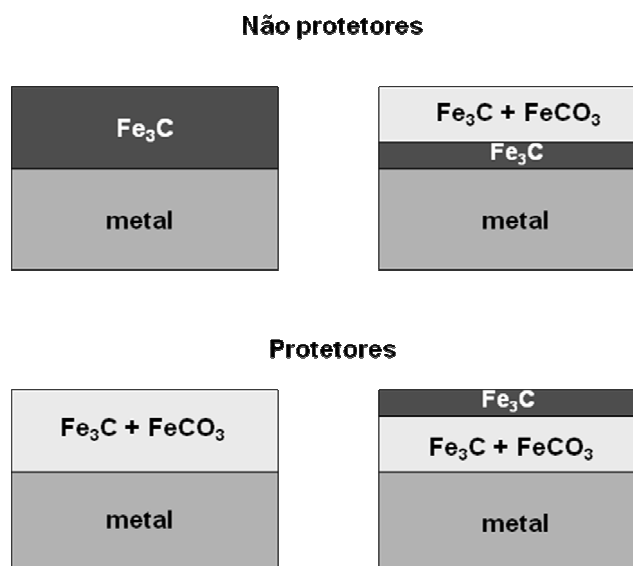 Não protetores
Fe₃C
Fe₃C + FeCO₃
Fe₃C
metal
metal
Protetores
Fe₃C + FeCO₃
Fe₃C
Fe₃C + FeCO₃
metal
metal